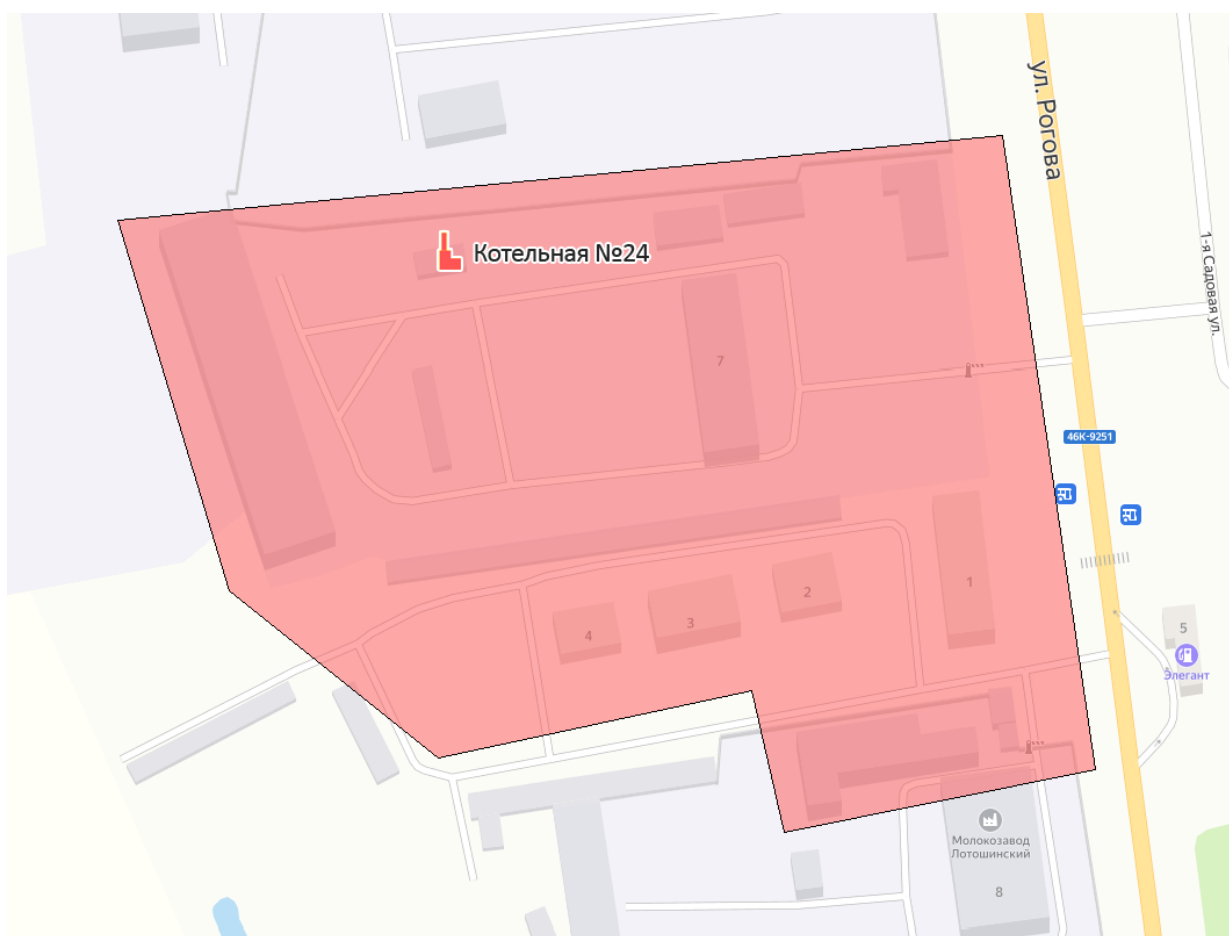 ул. Рогова
1-я Садовая ул.
Котельная №24
7
46К-9251
1
2
3
4
5
Элегант
Молокозавод
Лотошинский
8